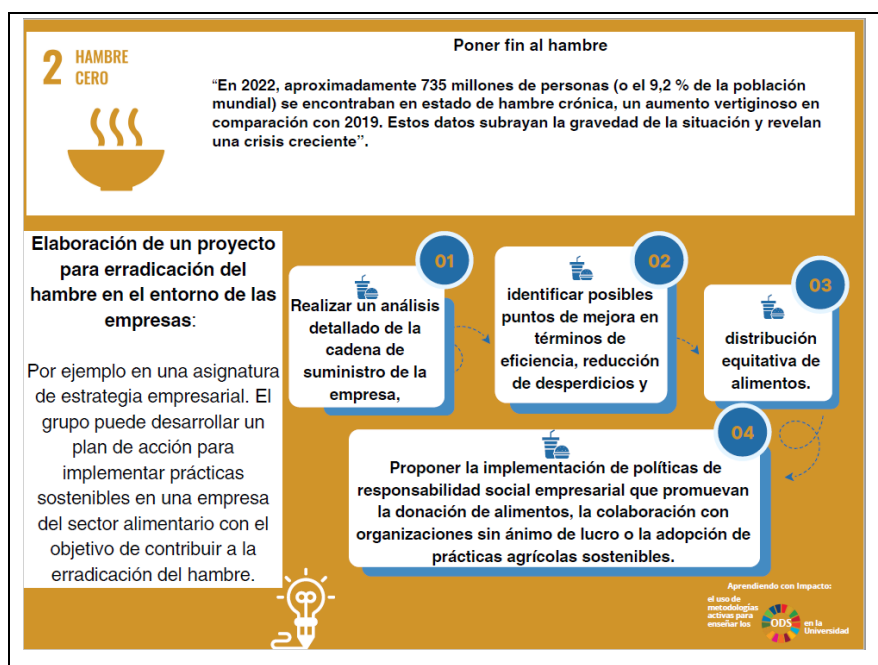 2 HAMBRE
CERO
Poner fin al hambre
“En 2022, aproximadamente 735 millones de personas (o el 9,2 % de la población
mundial) se encontraban en estado de hambre crónica, un aumento vertiginoso en
comparación con 2019. Estos datos subrayan la gravedad de la situación y revelan
una crisis creciente”.
Elaboración de un proyecto
para erradicación del
hambre en el entorno de las
empresas:
Por ejemplo en una asignatura
de estrategia empresarial. El
grupo puede desarrollar un
plan de acción para
implementar prácticas
sostenibles en una empresa
del sector alimentario con el
objetivo de contribuir a la
erradicación del hambre.
01
Realizar un análisis
detallado de la
cadena de
suministro de la
empresa,
02
identificar posibles
puntos de mejora en
términos de
eficiencia, reducción
de desperdicios y
03
distribución
equitativa de
alimentos.
04
Proponer la implementación de políticas de
responsabilidad social empresarial que promuevan
la donación de alimentos, la colaboración con
organizaciones sin ánimo de lucro o la adopción de
prácticas agrícolas sostenibles.
Aprendiendo con Impacto:
el uso de
metodologías
activas para
enseñar los
ODS
en la
Universidad